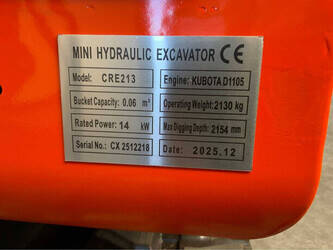 MINI HYDRAULIC EXCAVATOR CE
Model: CRE213 Engine: KUBOTA D1105
Bucket Capacity: 0.06 m³ Operating Weight: 2130 kg
Rated Power: 14 kW Max Digging Depth: 2154 mm
Serial No.: CX 2512218 Date: 2025.12